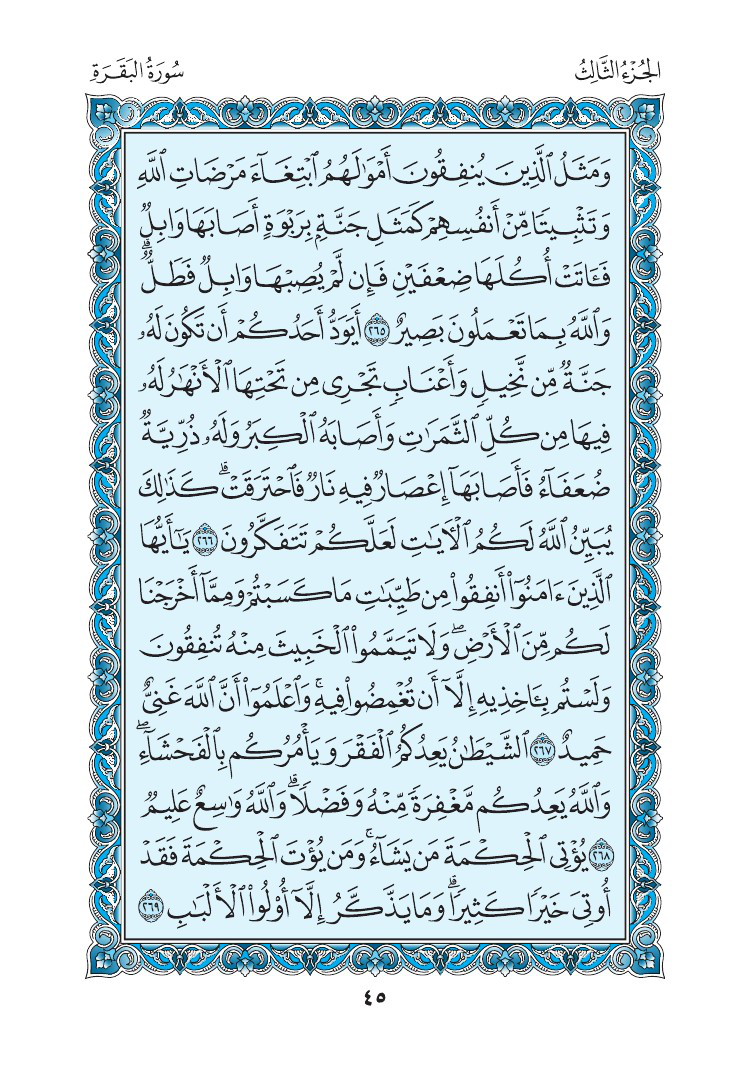 الجُزْءُ الثَّالِثُ
سُورَةُ البَقَرَةِ
وَمَثَلُ ٱلَّذِينَ يُنفِقُونَ أَمْوَٰلَهُمُ ٱبْتِغَآءَ مَرْضَاتِ ٱللَّهِ
وَتَثْبِيتًا مِّنْ أَنفُسِهِمْ كَمَثَلِ جَنَّةٍۭ بِرَبْوَةٍ أَصَابَهَا وَابِلٌ
فَـَٔاتَتْ أُكُلَهَا ضِعْفَيْنِ فَإِن لَّمْ يُصِبْهَا وَابِلٌ فَطَلٌّ ۗ
وَٱللَّهُ بِمَا تَعْمَلُونَ بَصِيرٌ ٢٦٥ أَيَوَدُّ أَحَدُكُمْ أَن تَكُونَ لَهُۥ
جَنَّةٌ مِّن نَّخِيلٍ وَأَعْنَابٍ تَجْرِى مِن تَحْتِهَا ٱلْأَنْهَٰرُ لَهُۥ
فِيهَا مِن كُلِّ ٱلثَّمَرَٰتِ وَأَصَابَهُ ٱلْكِبَرُ وَلَهُۥ ذُرِّيَّةٌ
ضُعَفَآءُ فَأَصَابَهَآ إِعْصَارٌ فِيهِ نَارٌ فَٱحْتَرَقَتْ ۗ كَذَٰلِكَ
يُبَيِّنُ ٱللَّهُ لَكُمُ ٱلْـَٔايَٰتِ لَعَلَّكُمْ تَتَفَكَّرُونَ ٢٦٦ يَٰٓأَيُّهَا
ٱلَّذِينَ ءَامَنُوٓا۟ أَنفِقُوا۟ مِن طَيِّبَٰتِ مَا كَسَبْتُمْ وَمِمَّآ أَخْرَجْنَا
لَكُم مِّنَ ٱلْأَرْضِ ۖ وَلَا تَيَمَّمُوا۟ ٱلْخَبِيثَ مِنْهُ تُنفِقُونَ
وَلَسْتُم بِـَٔاخِذِيهِ إِلَّآ أَن تُغْمِضُوا۟ فِيهِ ۚ وَٱعْلَمُوٓا۟ أَنَّ ٱللَّهَ غَنِىٌّ
حَمِيدٌ ٢٦٧ ٱلشَّيْطَٰنُ يَعِدُكُمُ ٱلْفَقْرَ وَيَأْمُرُكُم بِٱلْفَحْشَآءِ ۖ
وَٱللَّهُ يَعِدُكُم مَّغْفِرَةً مِّنْهُ وَفَضْلًا ۗ وَٱللَّهُ وَٰسِعٌ عَلِيمٌ
٢٦٨ يُؤْتِى ٱلْحِكْمَةَ مَن يَشَآءُ ۚ وَمَن يُؤْتَ ٱلْحِكْمَةَ فَقَدْ
أُوتِىَ خَيْرًا كَثِيرًا ۗ وَمَا يَذَّكَّرُ إِلَّآ أُو۟لُوا۟ ٱلْأَلْبَٰبِ ٢٦٩
٤٥